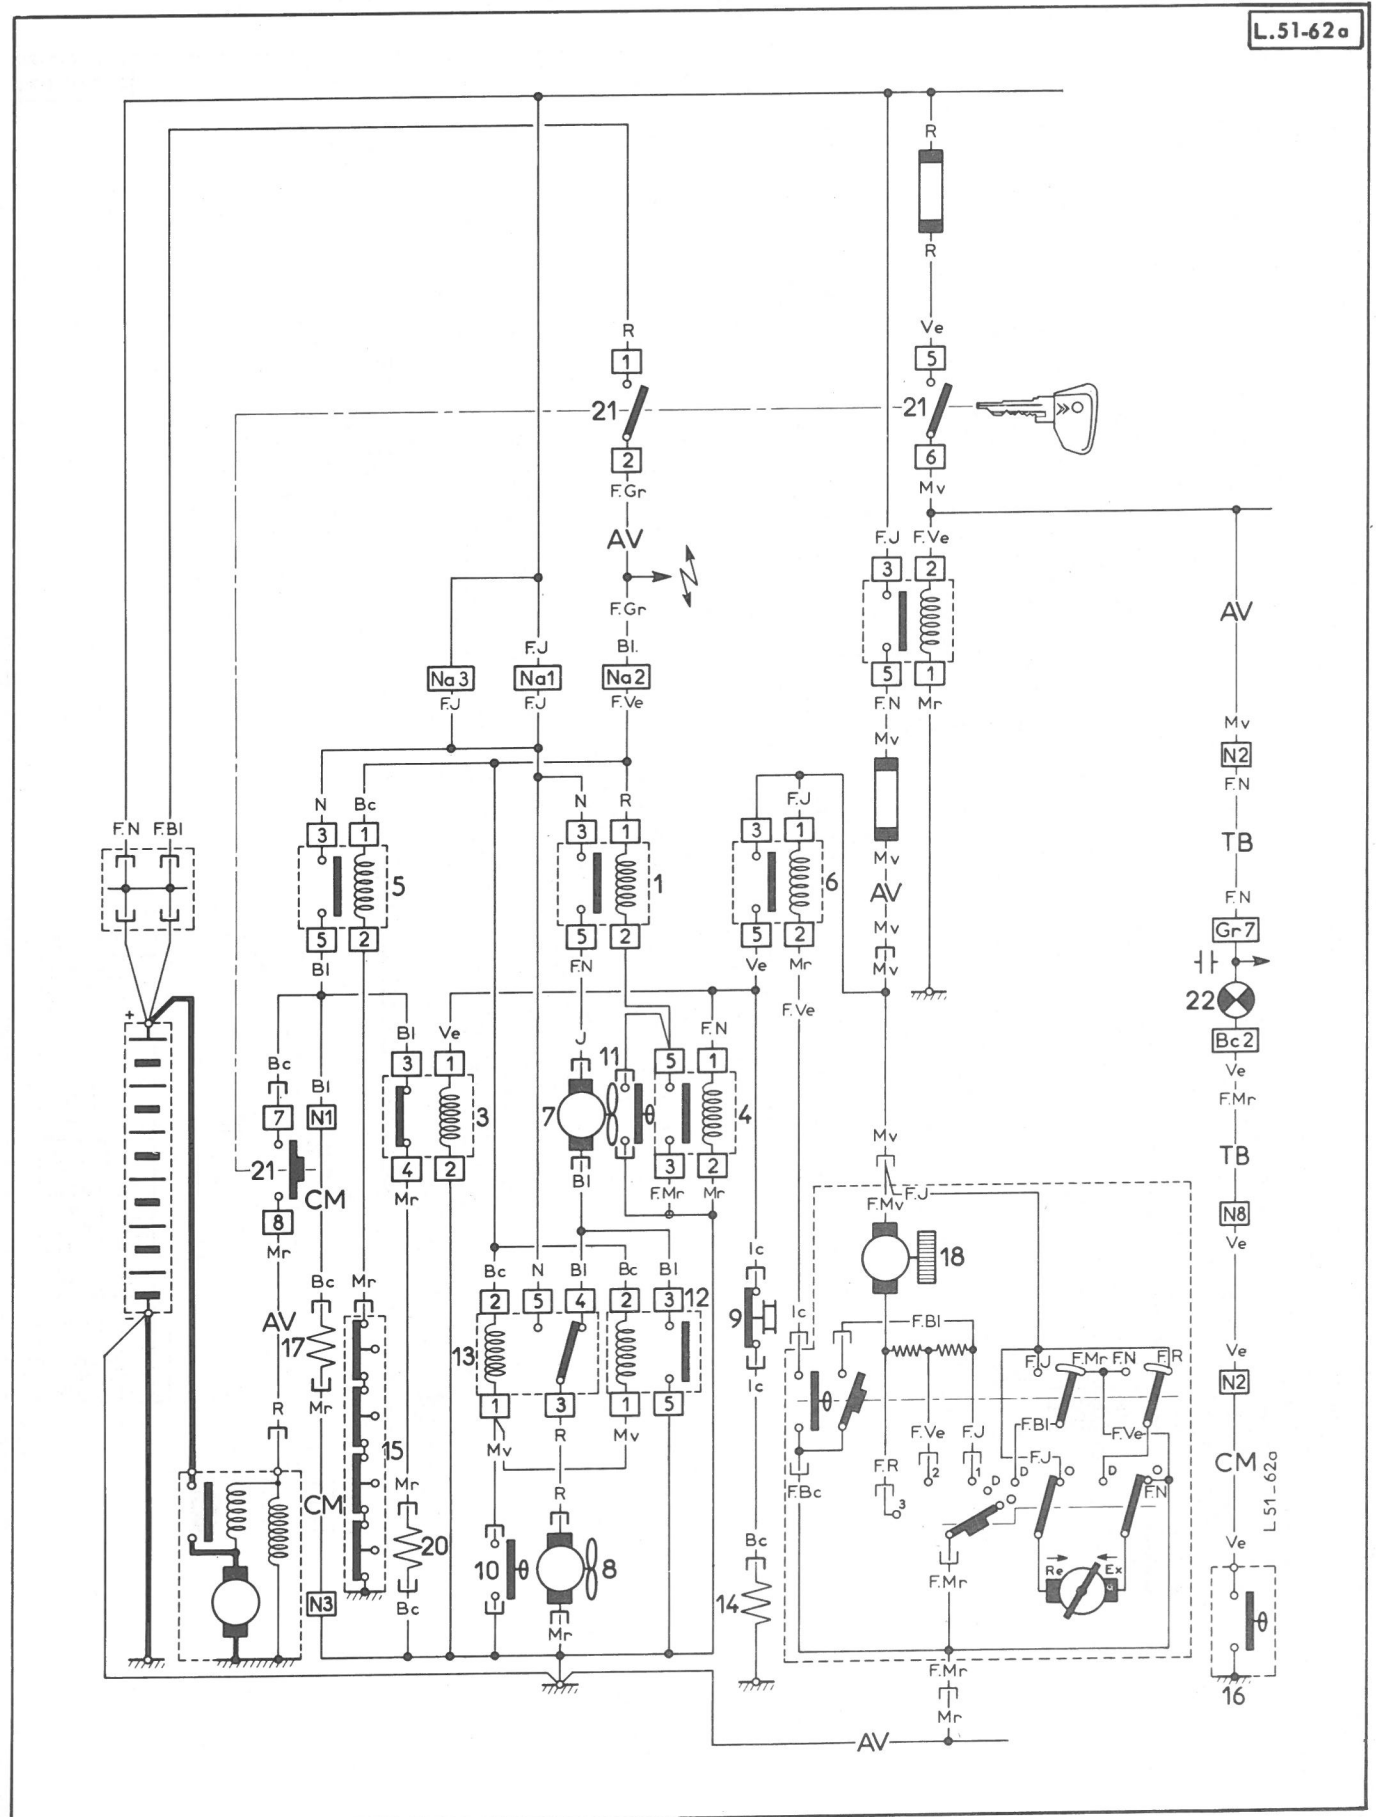 L.51-62a
R
R
R
Ve
1
5
21
21
2
6
F.Gr
Mv
AV
F.J F.Ve
3 2
F.Gr
AV
F.J
Bl.
Na3 Na1 Na2
5 1
F.J F.J F.Ve
F.N Mr
Mv
Mv
N2
F.N
N Bc N R F.J
F.N F.Bl
3 1 3 1 3 1
TB
Mv
5 1 6
AV
F.N
Mv
Gr7
5 2 5 2 5 2
Bl F.N Ve Mr
Mv
22
+
F.Ve
Bl Ve J F.N
Bc2
Bc
3 1 11 5 1
Ve
Bl
F.Mr
7 N1 3 7 4
Mv
4 2 3 2
TB
21
Bl
CM Mr F.Mr Mr
F.J
F.Mv
8
N8
Mr
Ve
Ic
18
Bc Mr Bc N Bl Bc Bl
2 5 4 2 3 12
9
Ic
AV
F.Bl
17
13
F.J F.Mr F.N F.R
Ve
Ic
N2
Mr
1 3 1 5
R
Mv R Mv
F.Ve F.J F.Bl F.Ve
15
F.J
CM
F.R
2 1 D D O D O
F.Bc
F.N
Mr
3
L 51_62a
CM
R
20
Bc
Ve
10 8
14
F.Mr
Re Ex
N3
Bc
Mr
F.Mr
16
Mr
AV